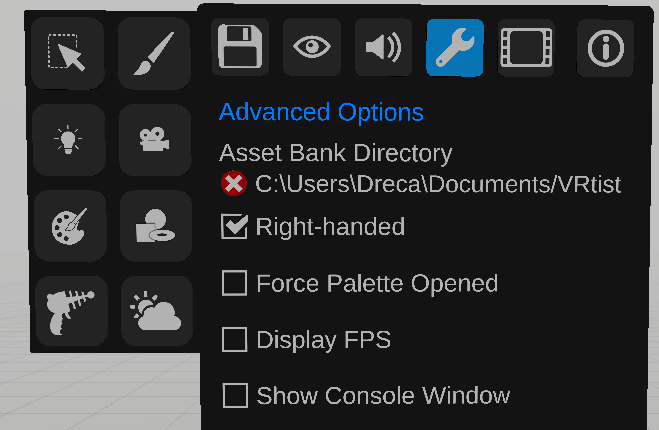 Advanced Options
Asset Bank Directory
C:\Users\Dreca\Documents/VRtist
Right-handed
Force Palette Opened
Display FPS
Show Console Window